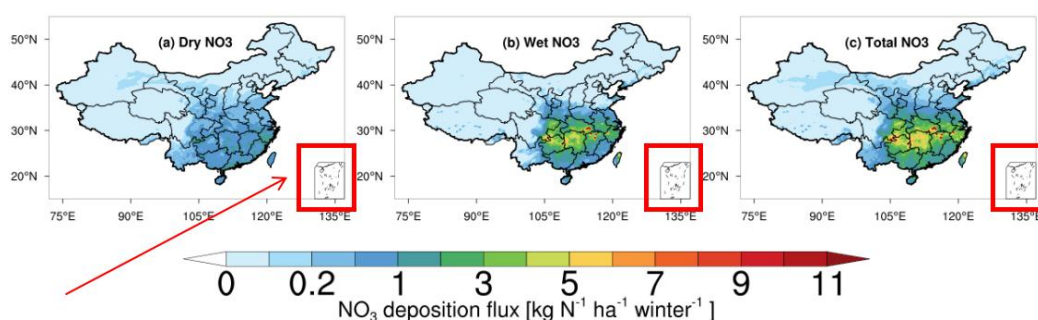 (a) Dry NO3
(b) Wet NO3
(c) Total NO3
50°N
40°N
30°N
20°N
75°E 90°E 105°E 120°E 135°E
50°N
40°N
30°N
20°N
75°E 90°E 105°E 120°E 135°E
50°N
40°N
30°N
20°N
75°E 90°E 105°E 120°E 135°E
0 0.2 1 3 5 7 9 11
NO₃ deposition flux [kg N⁻¹ ha⁻¹ winter⁻¹ ]